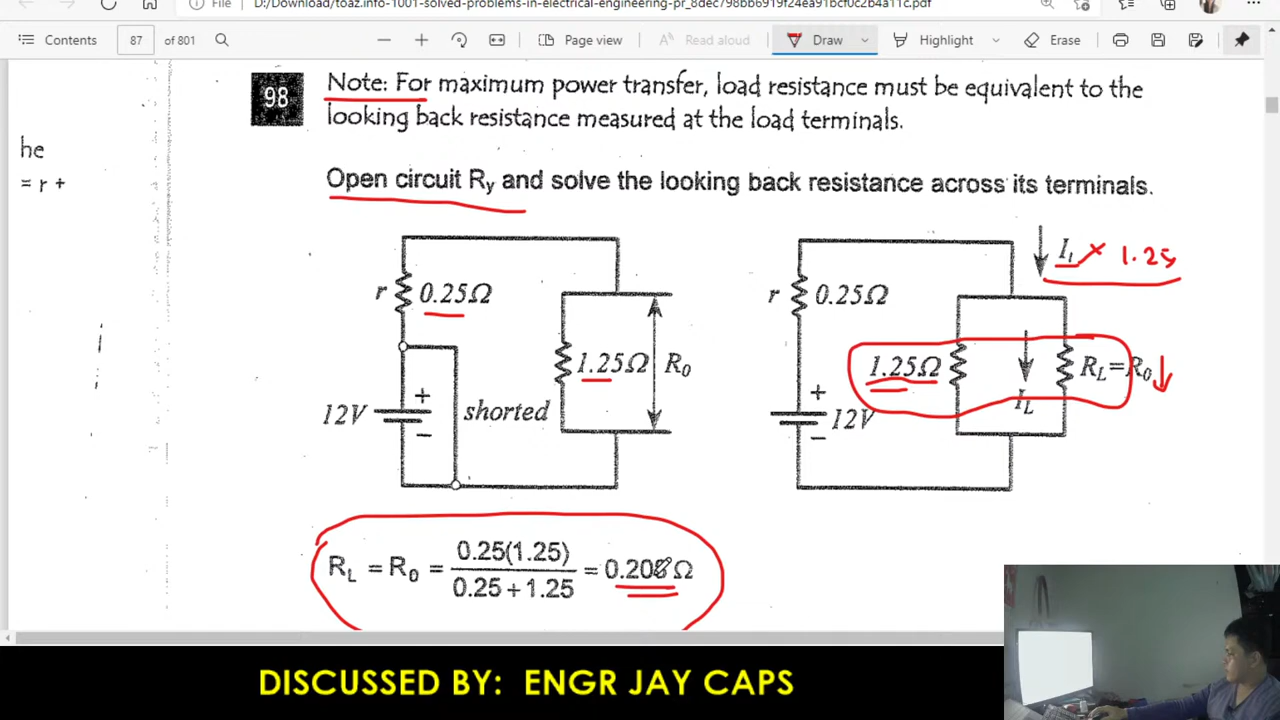 File D:/Download/toaz.info-1001-solved-problems-in-electrical-engineering-pr_8dec798bb6919f24ea91bcf0c2b4a11c.pdf
Contents 87 of 801 Page view Read aloud Draw Highlight Erase
98
Note: For maximum power transfer, load resistance must be equivalent to the
looking back resistance measured at the load terminals.
he
= r +
Open circuit Ry and solve the looking back resistance across its terminals.
r 0.25Ω
1.25Ω R0
12V + − shorted
I1 × 1.25
r 0.25Ω
1.25Ω RL=R0
IL
+ − 12V
RL = R0 = 0.25(1.25) / 0.25+1.25 = 0.208Ω
DISCUSSED BY: ENGR JAY CAPS